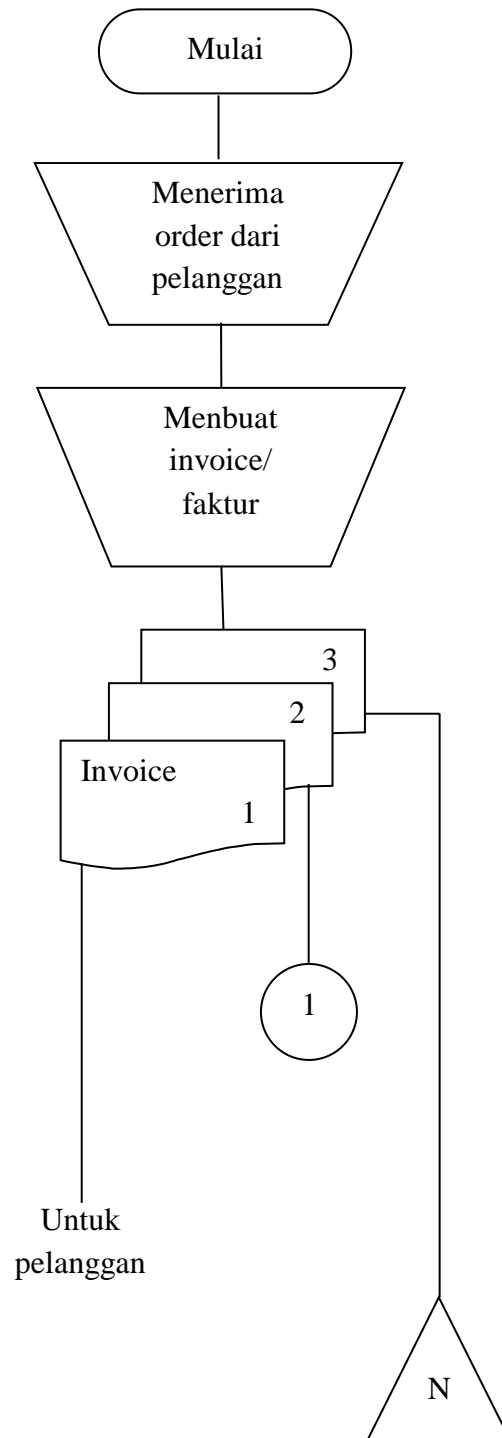 Mulai
Menerima
order dari
pelanggan
Menbuat
invoice/
faktur
3
2
Invoice
1
1
Untuk
pelanggan
N